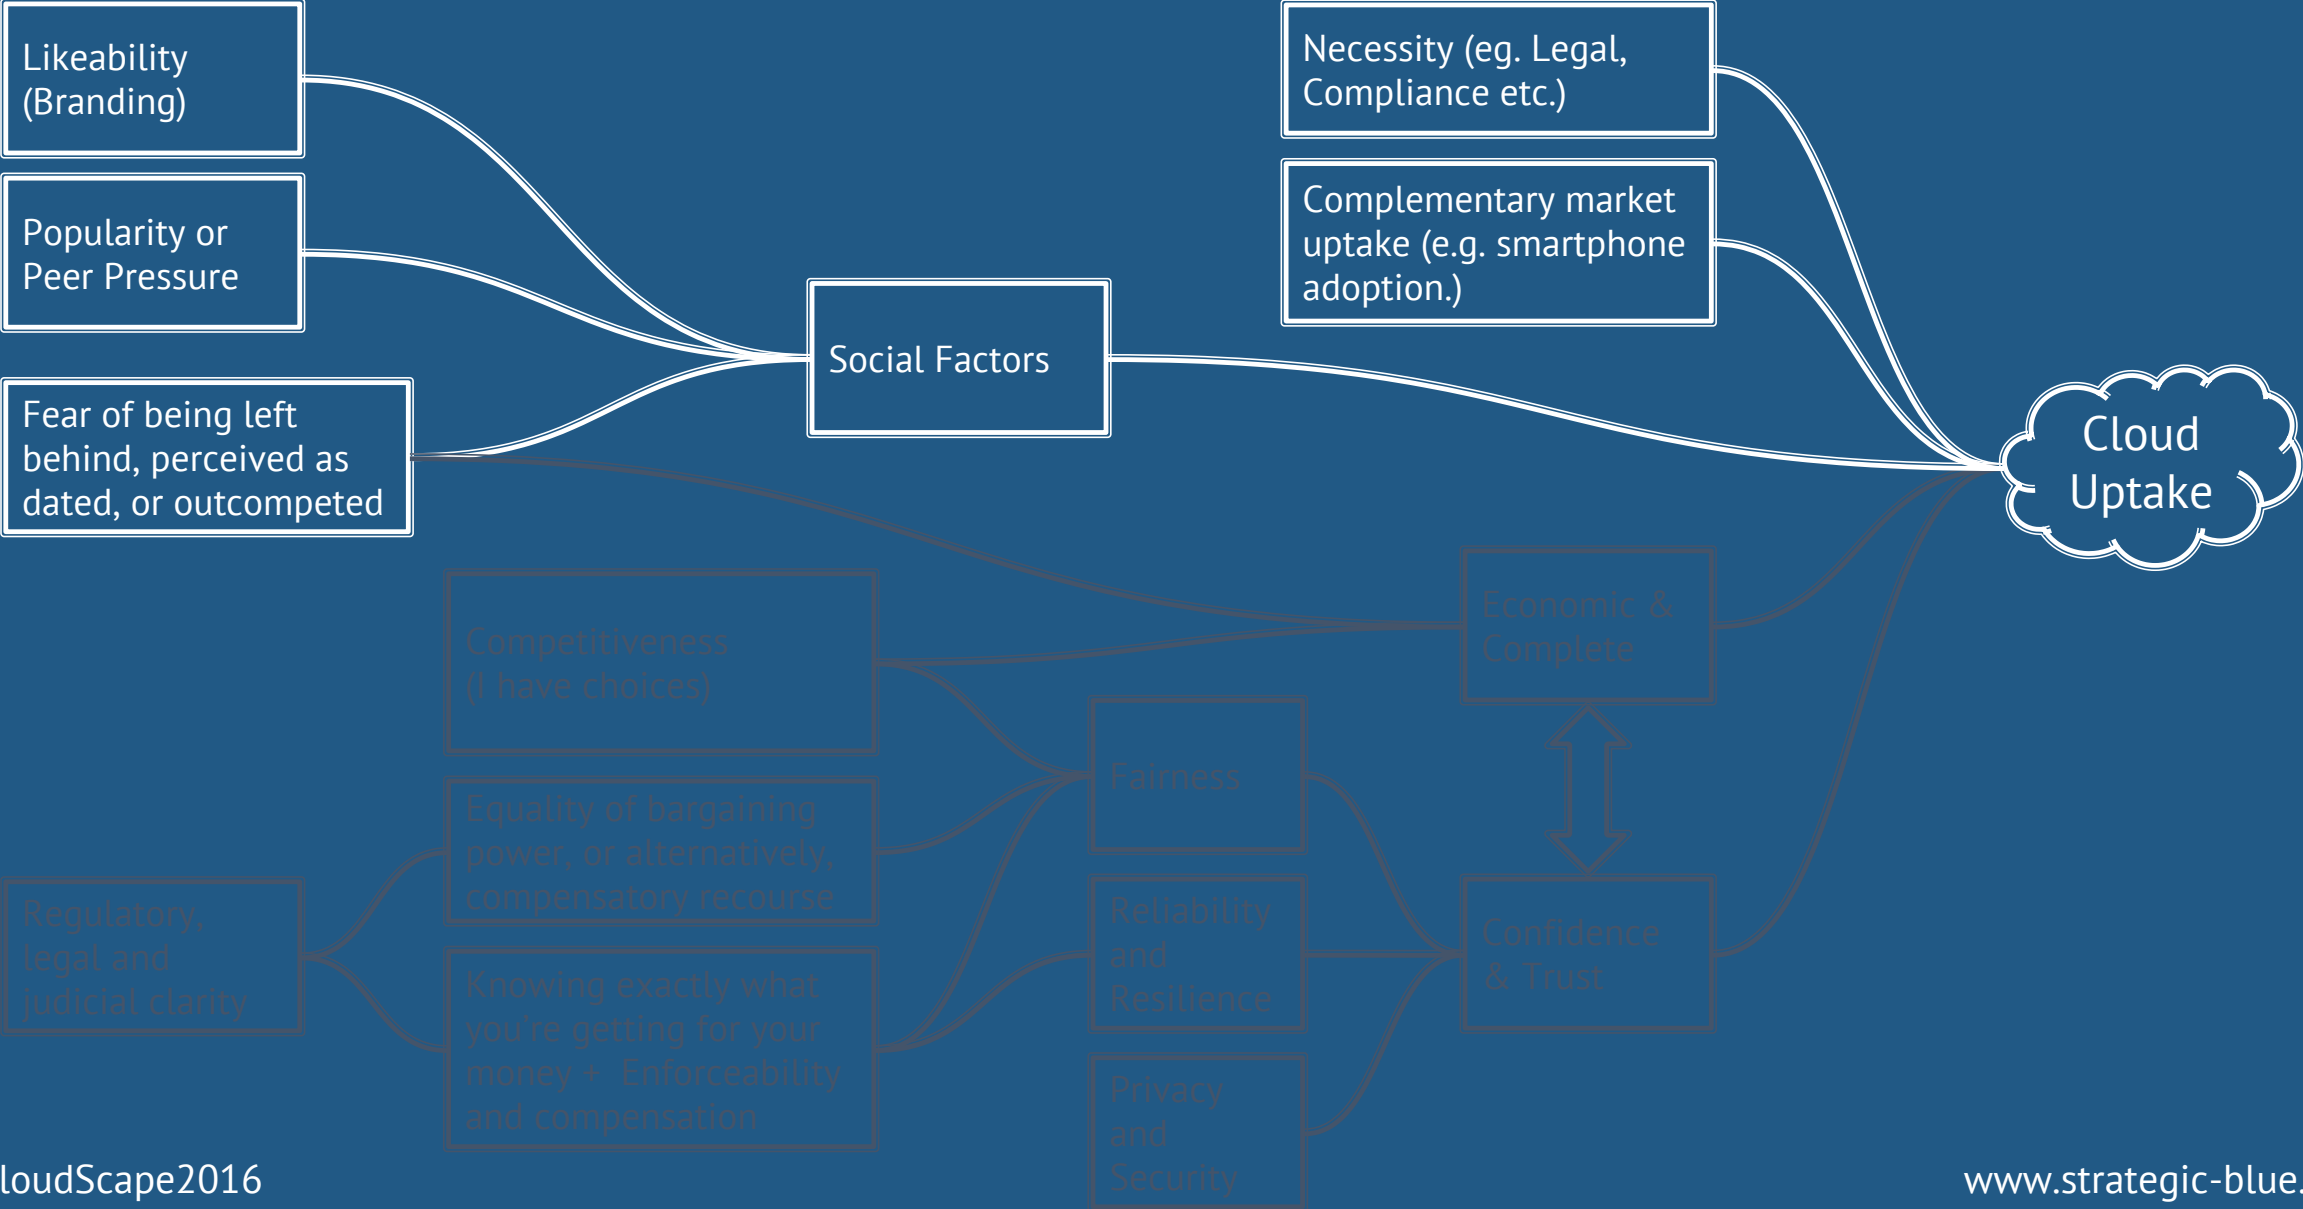 Likeability
(Branding)
Popularity or
Peer Pressure
Fear of being left
behind, perceived as
dated, or outcompeted
Social Factors
Necessity (eg. Legal,
Compliance etc.)
Complementary market
uptake (e.g. smartphone
adoption.)
Cloud
Uptake
Competitiveness
(I have choices)
Economic &
Complete
Equality of bargaining
power, or alternatively,
compensatory recourse
Fairness
Regulatory,
legal and
judicial clarity
Knowing exactly what
you're getting for your
money + Enforceability
and compensation
Reliability
and
Resilience
Confidence
& Trust
Privacy
and
Security
loudScape2016
www.strategic-blue.